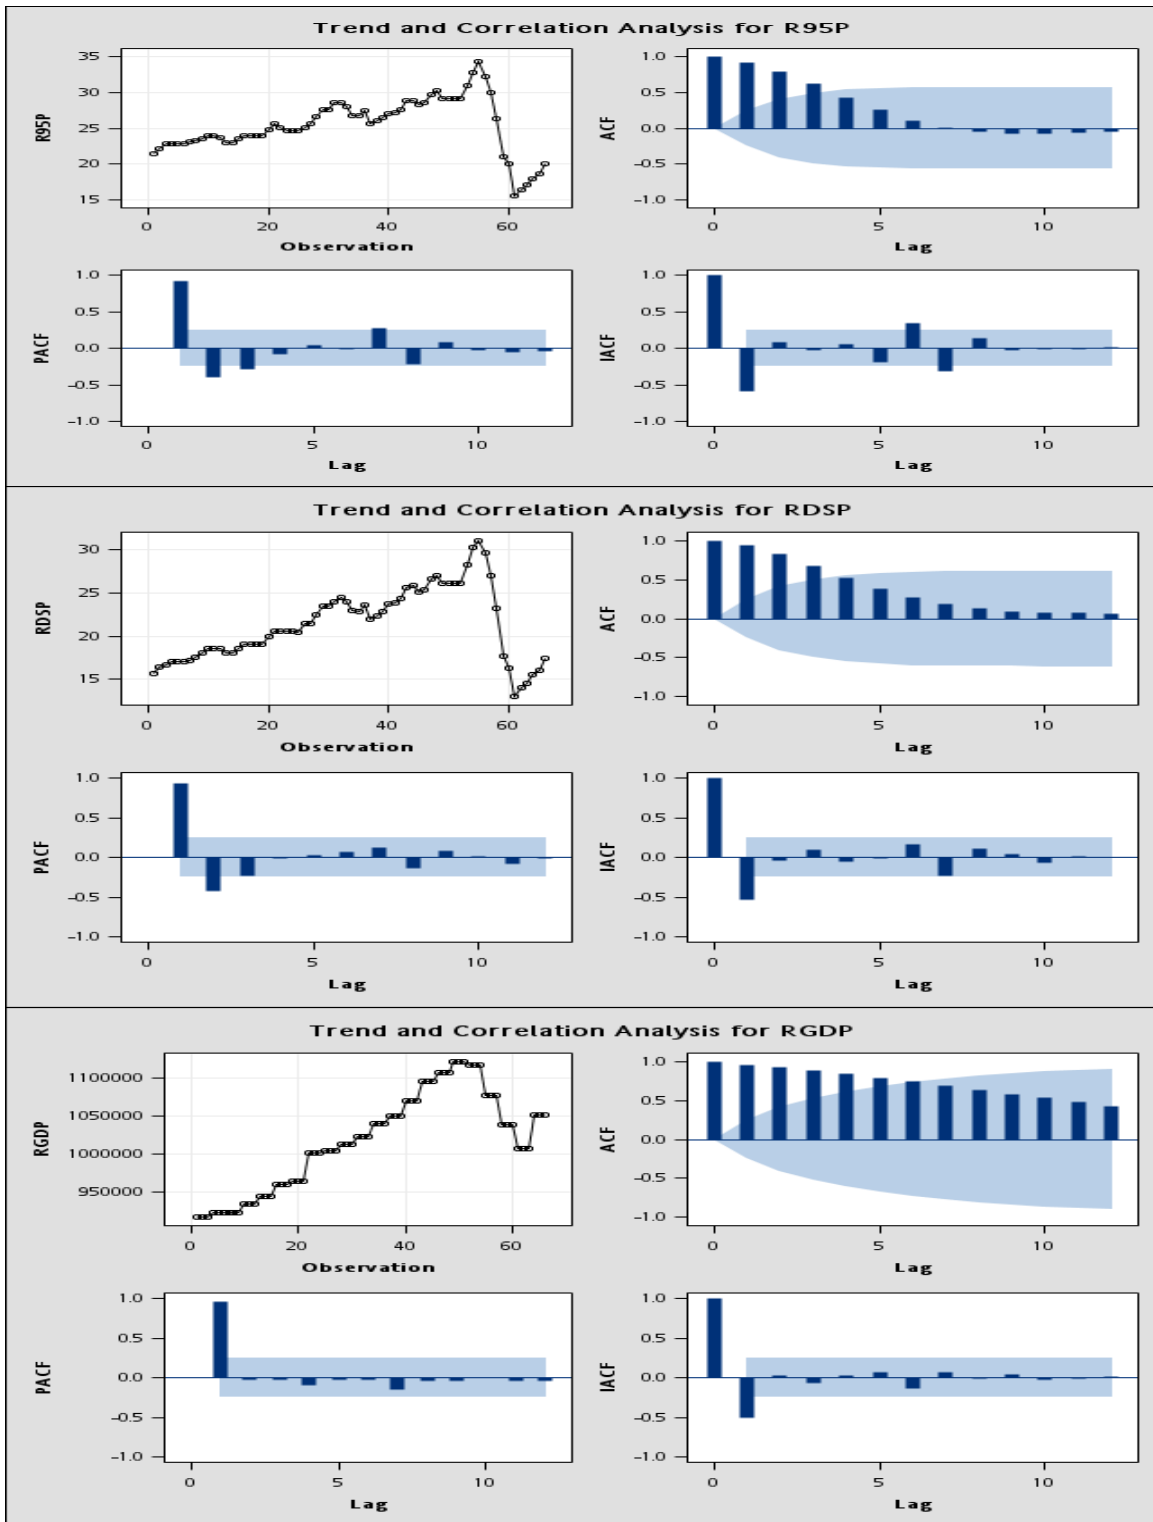 Trend and Correlation Analysis for R95P
R95P
35
30
25
20
15
0 20 40 60
Observation
ACF
1.0
0.5
0.0
-0.5
-1.0
0 5 10
Lag
PACF
1.0
0.5
0.0
-0.5
-1.0
0 5 10
Lag
IACF
1.0
0.5
0.0
-0.5
-1.0
0 5 10
Lag
Trend and Correlation Analysis for RDSP
RDSP
30
25
20
15
0 20 40 60
Observation
ACF
1.0
0.5
0.0
-0.5
-1.0
0 5 10
Lag
PACF
1.0
0.5
0.0
-0.5
-1.0
0 5 10
Lag
IACF
1.0
0.5
0.0
-0.5
-1.0
0 5 10
Lag
Trend and Correlation Analysis for RGDP
RGDP
1100000
1050000
1000000
950000
0 20 40 60
Observation
ACF
1.0
0.5
0.0
-0.5
-1.0
0 5 10
Lag
PACF
1.0
0.5
0.0
-0.5
-1.0
0 5 10
Lag
IACF
1.0
0.5
0.0
-0.5
-1.0
0 5 10
Lag